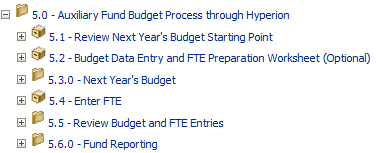 5.0 - Auxiliary Fund Budget Process through Hyperion
5.1 - Review Next Year's Budget Starting Point
5.2 - Budget Data Entry and FTE Preparation Worksheet (Optional)
5.3.0 - Next Year's Budget
5.4 - Enter FTE
5.5 - Review Budget and FTE Entries
5.6.0 - Fund Reporting